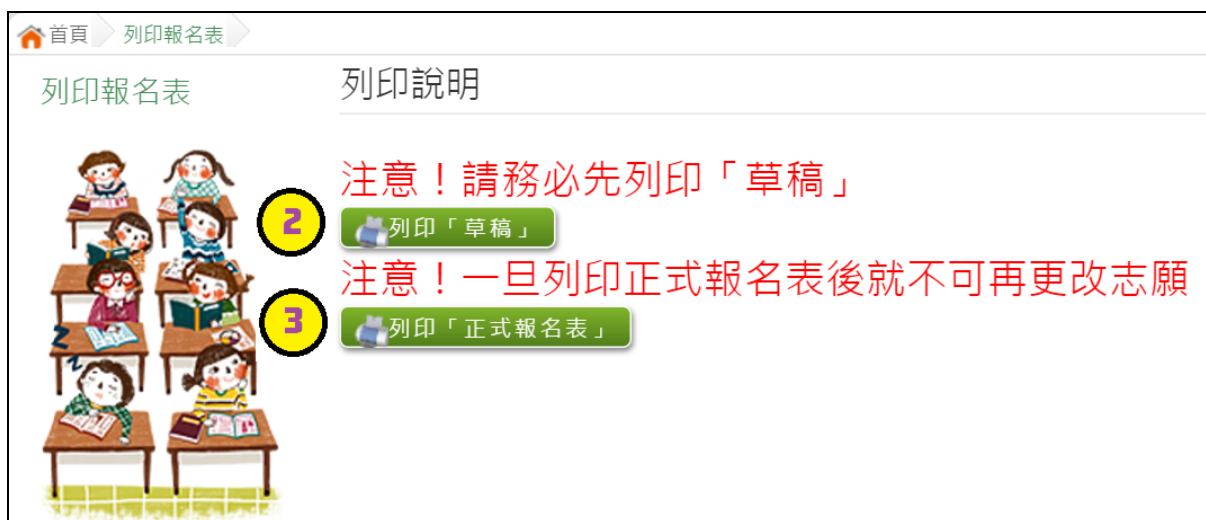 首頁 列印報名表
列印報名表
列印說明
注意！請務必先列印「草稿」
2
列印「草稿」
注意！一旦列印正式報名表後就不可再更改志願
3
列印「正式報名表」
z
z